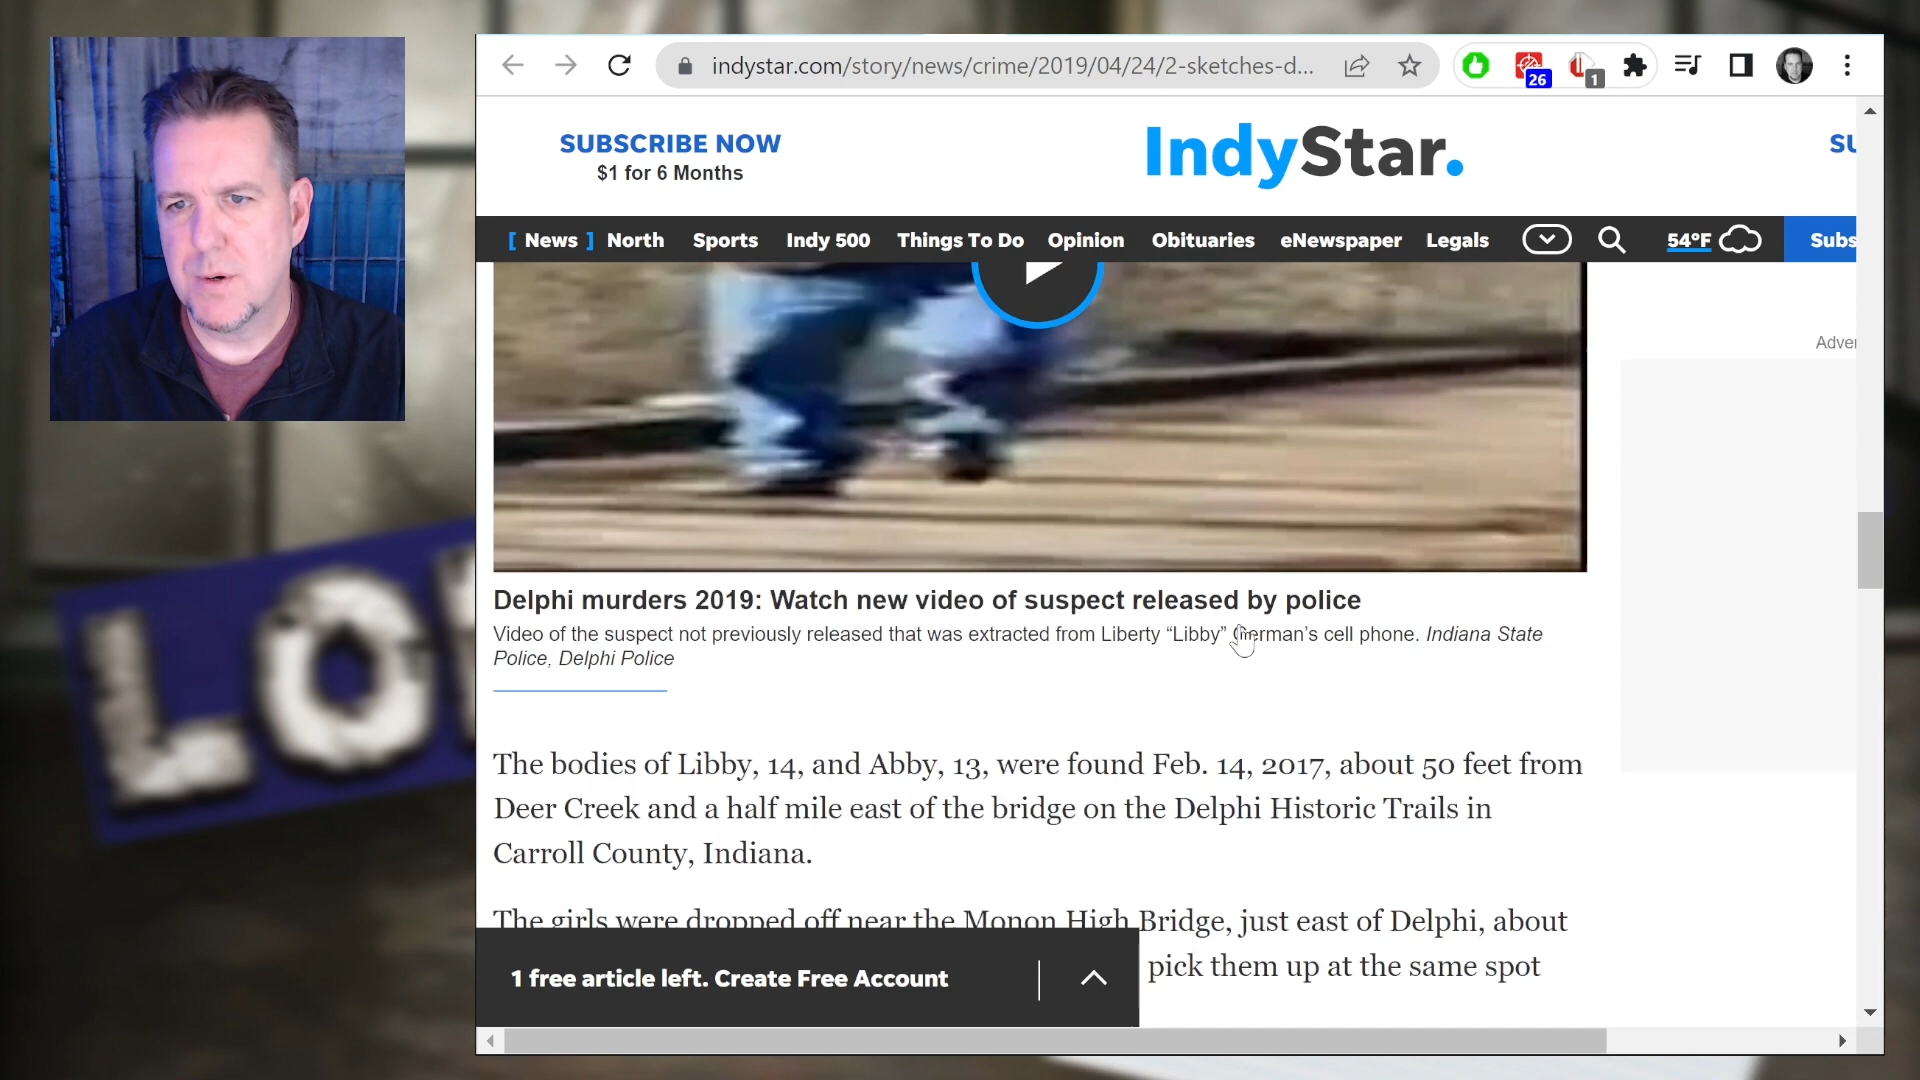 indystar.com/story/news/crime/2019/04/24/2-sketches-d...
26
1
SUBSCRIBE NOW
$1 for 6 Months
IndyStar.
SU
[ News ] North Sports Indy 500 Things To Do Opinion Obituaries eNewspaper Legals 54°F Subs
Adver
Delphi murders 2019: Watch new video of suspect released by police
Video of the suspect not previously released that was extracted from Liberty “Libby” German’s cell phone. Indiana State
Police, Delphi Police
The bodies of Libby, 14, and Abby, 13, were found Feb. 14, 2017, about 50 feet from
Deer Creek and a half mile east of the bridge on the Delphi Historic Trails in
Carroll County, Indiana.
The girls were dropped off near the Monon High Bridge, just east of Delphi, about
pick them up at the same spot
1 free article left. Create Free Account
LO